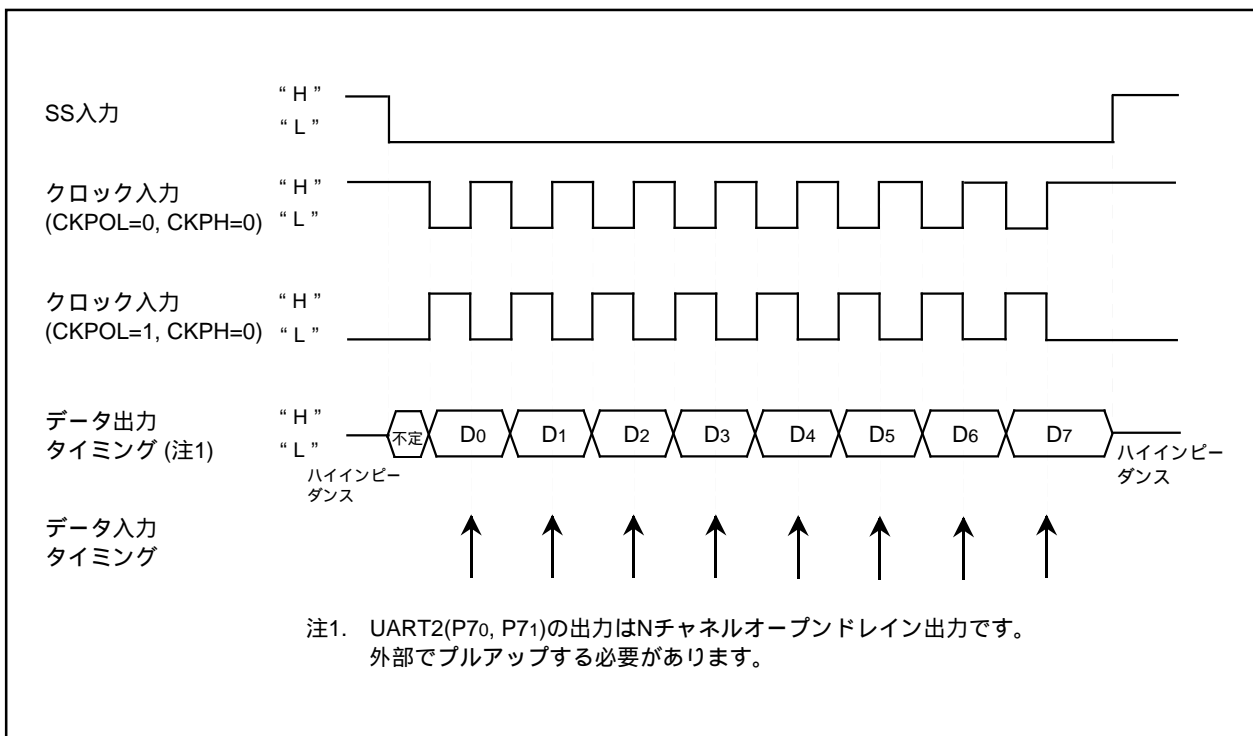 SS入力
“ H ”
“ L ”
クロック入力
(CKPOL=0, CKPH=0)
“ H ”
“ L ”
クロック入力
(CKPOL=1, CKPH=0)
“ H ”
“ L ”
データ出力
タイミング (注1)
“ H ”
“ L ”
不定
D0
D1
D2
D3
D4
D5
D6
D7
ハイインピー
ダンス
ハイインピー
ダンス
データ入力
タイミング
注1. UART2(P70, P71)の出力はNチャネルオープンドレイン出力です。
外部でプルアップする必要があります。